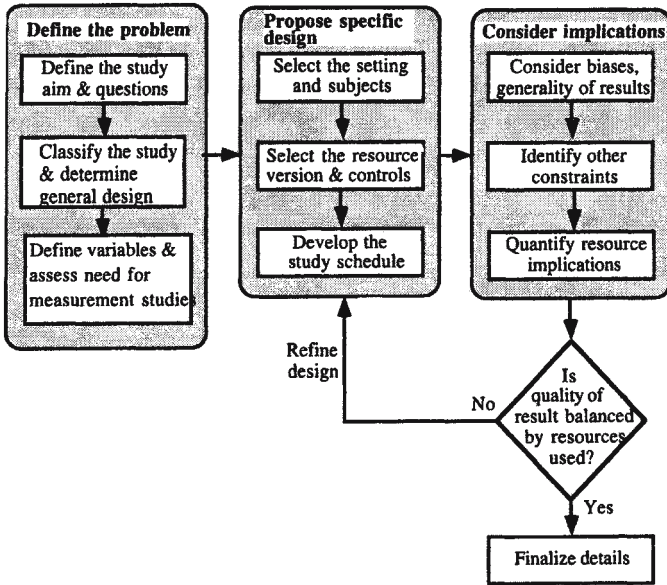 Define the problem
Define the study
aim & questions
Classify the study
& determine
general design
Define variables &
assess need for
measurement studies
Propose specific
design
Select the setting
and subjects
Select the resource
version & controls
Develop the
study schedule
Consider implications
Consider biases,
generality of results
Identify other
constraints
Quantify resource
implications
Refine
design
No
Is
quality of
result balanced
by resources
used?
Yes
Finalize details